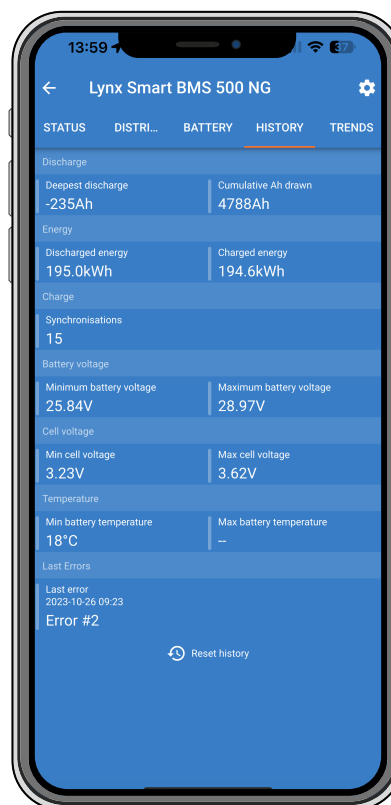 13:59 37
Lynx Smart BMS 500 NG
STATUS DISTRI... BATTERY HISTORY TRENDS
Discharge
Deepest discharge Cumulative Ah drawn
-235Ah 4788Ah
Energy
Discharged energy Charged energy
195.0kWh 194.6kWh
Charge
Synchronisations
15
Battery voltage
Minimum battery voltage Maximum battery voltage
25.84V 28.97V
Cell voltage
Min cell voltage Max cell voltage
3.23V 3.62V
Temperature
Min battery temperature Max battery temperature
18°C --
Last Errors
Last error
2023-10-26 09:23
Error #2
Reset history